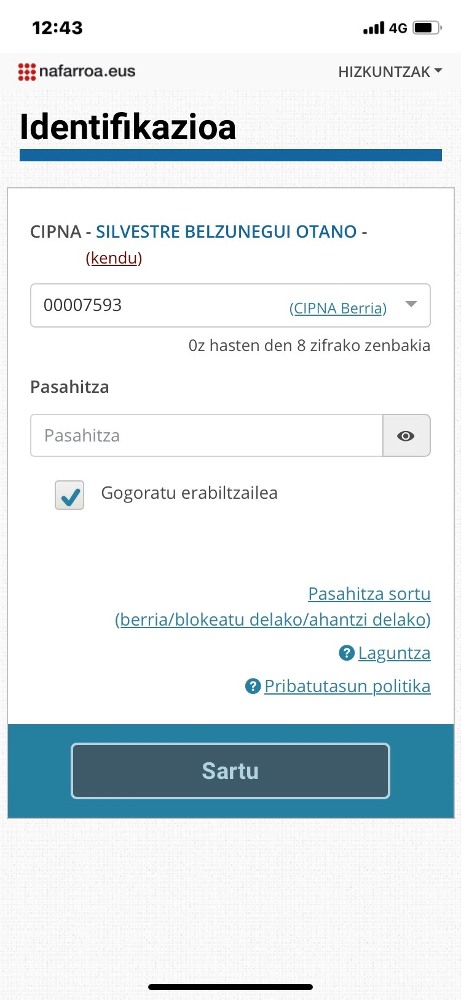 12:43
4G
nafarroa.eus
HIZKUNTZAK
Identifikazioa
CIPNA - SILVESTRE BELZUNEGUI OTANO -
(kendu)
00007593
(CIPNA Berria)
0z hasten den 8 zifrako zenbakia
Pasahitza
Pasahitza
Gogoratu erabiltzailea
Pasahitza sortu
(berria/blokeatu delako/ahantzi delako)
? Laguntza
? Pribatutasun politika
Sartu